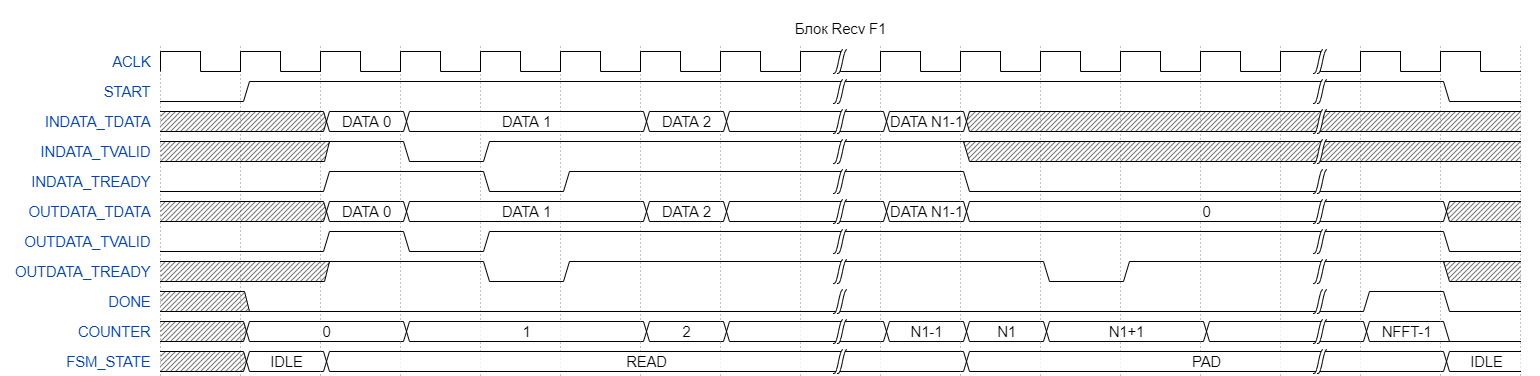 Блок Recv F1
ACLK
START
INDATA_TDATA DATA 0 DATA 1 DATA 2 DATA N1-1
INDATA_TVALID
INDATA_TREADY
OUTDATA_TDATA DATA 0 DATA 1 DATA 2 DATA N1-1 0
OUTDATA_TVALID
OUTDATA_TREADY
DONE
COUNTER 0 1 2 N1-1 N1 N1+1 NFFT-1
FSM_STATE IDLE READ PAD IDLE